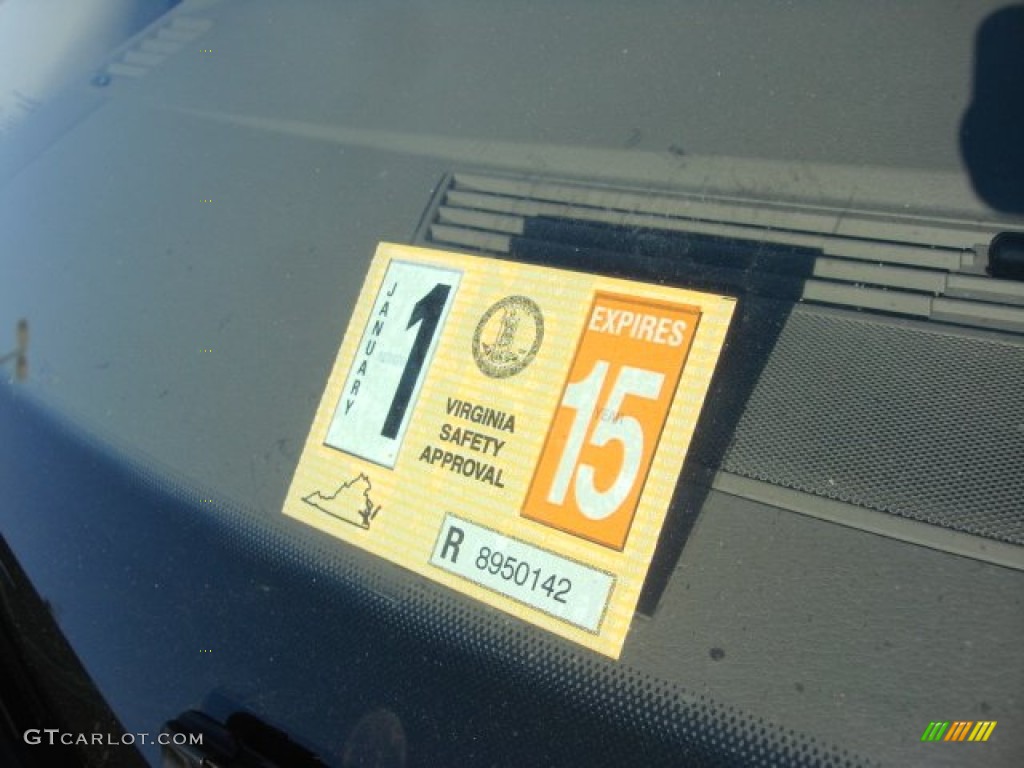 JANUARY
1
EXPIRES
15
VIRGINIA
SAFETY
APPROVAL
R 8950142
GTCARLOT.COM